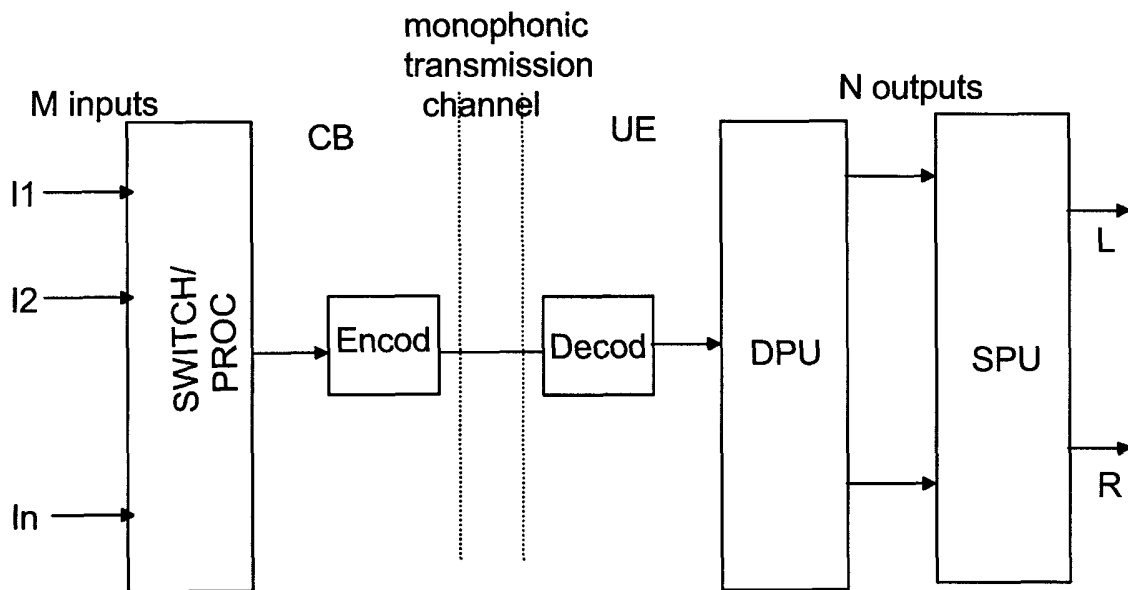 monophonic
transmission
channel
M inputs
CB
UE
N outputs
I1
I2
In
SWITCH/
PROC
Encod
Decod
DPU
SPU
L
R